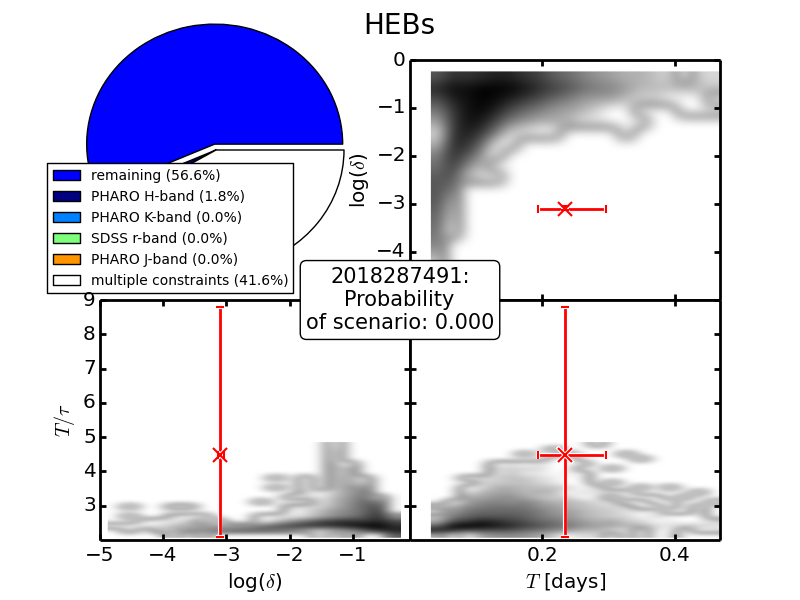 HEBs
remaining (56.6%)
PHARO H-band (1.8%)
PHARO K-band (0.0%)
SDSS r-band (0.0%)
PHARO J-band (0.0%)
multiple constraints (41.6%)
0
−1
−2
−3
−4
log(δ)
2018287491:
Probability
of scenario: 0.000
9
8
7
6
5
4
3
T/τ
−5 −4 −3 −2 −1
log(δ)
0.2 0.4
T [days]